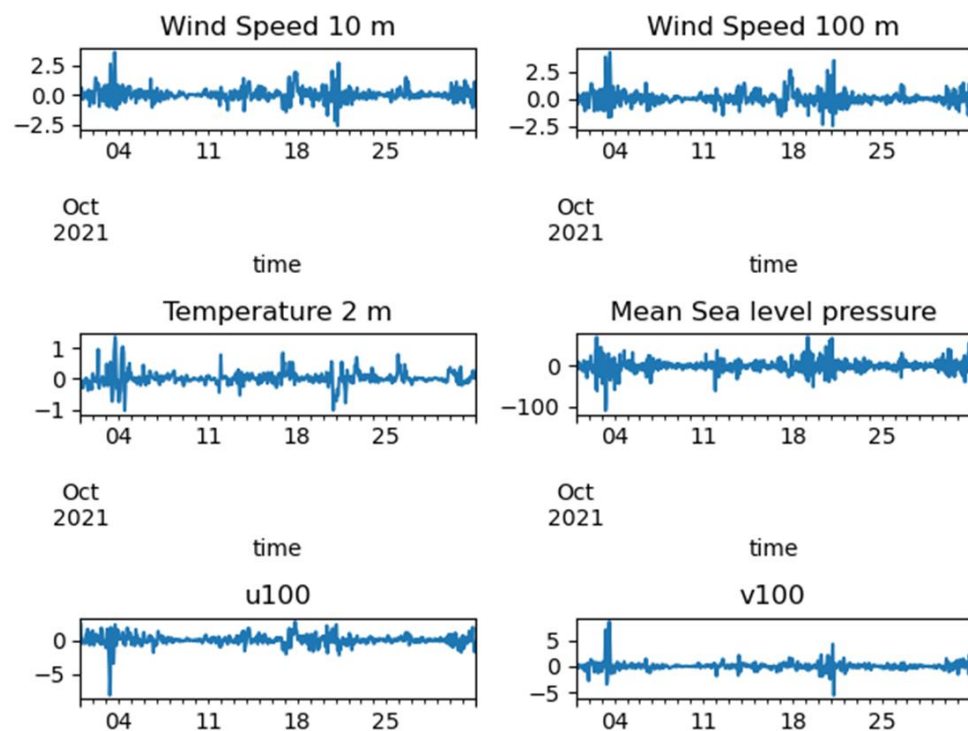 Wind Speed 10 m
2.5
0.0
−2.5
04 11 18 25
Oct
2021
time
Wind Speed 100 m
2.5
0.0
−2.5
04 11 18 25
Oct
2021
time
Temperature 2 m
1
0
−1
04 11 18 25
Oct
2021
time
Mean Sea level pressure
0
−100
04 11 18 25
Oct
2021
time
u100
0
−5
04 11 18 25
v100
5
0
−5
04 11 18 25